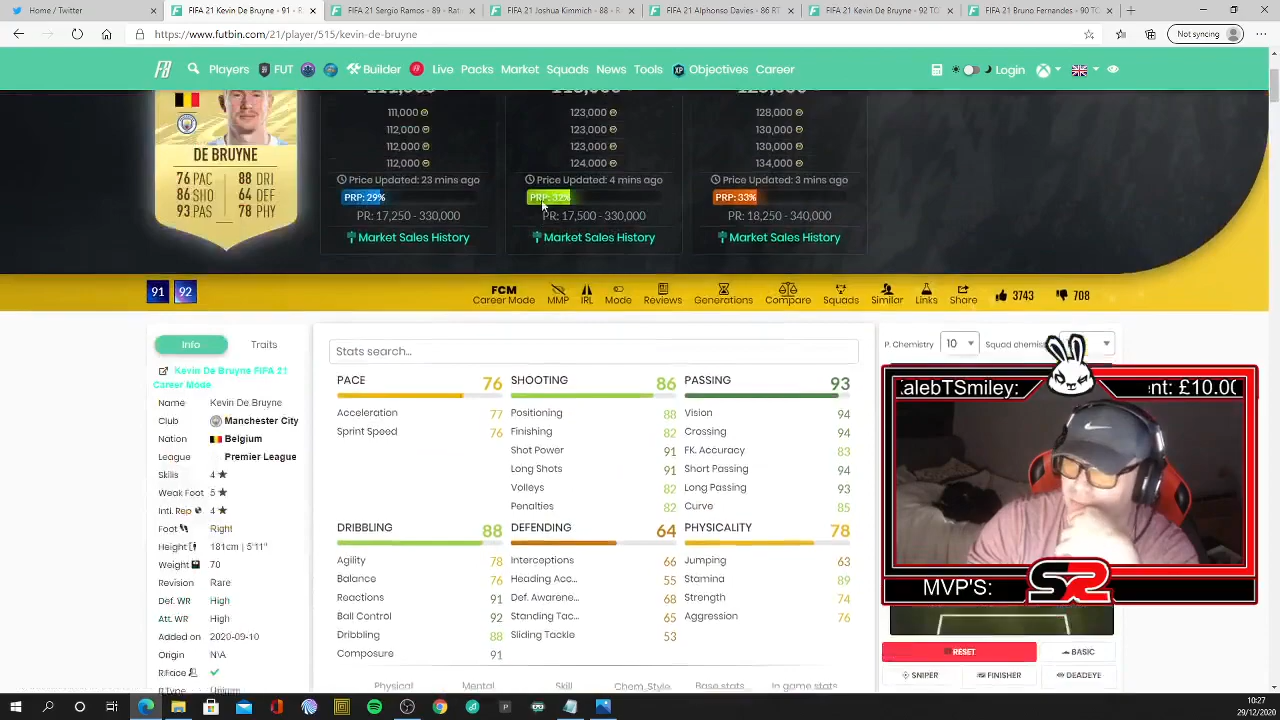 Home / Twitter
FIFA 21 Kevin De Bruyne - 91 - R
FIFA 21 Sergio Ramos - 89 - Rat
FIFA 21 Joshua Kimmich - 88 - R
FIFA 21 Alphonso Davies - 86 RT
FIFA 21 Kevin De Bruyne - 92 TO
FIFA 21 Bruno Fernandes - 90 TO
https://www.futbin.com/21/player/515/kevin-de-bruyne
Not syncing
Players FUT Builder Live Packs Market Squads News Tools XP Objectives Career Login
DE BRUYNE
76 PAC 88 DRI
86 SHO 64 DEF
93 PAS 78 PHY
111,000
112,000
112,000
112,000
Price Updated: 23 mins ago
PRP: 29%
PR: 17,250 - 330,000
Market Sales History
123,000
123,000
123,000
124,000
Price Updated: 4 mins ago
PRP: 32%
PR: 17,500 - 330,000
Market Sales History
128,000
130,000
130,000
134,000
Price Updated: 3 mins ago
PRP: 33%
PR: 18,250 - 340,000
Market Sales History
91 92
FCM
Career Mode MMP IRL Mode Reviews Generations Compare Squads Similar Links Share 3743 708
Info Traits
Kevin De Bruyne FIFA 21
Career Mode
Name Kevin De Bruyne
Club Manchester City
Nation Belgium
League Premier League
Skills 4
Weak Foot 5
Intl. Rep 4
Foot Right
Height 181cm | 5'11"
Weight 70
Revision Rare
Def. WR High
Att. WR High
Added on 2020-09-10
Origin N\A
R.Face
Stats search...
PACE 76
Acceleration 77
Sprint Speed 76
SHOOTING 86
Positioning 88
Finishing 82
Shot Power 91
Long Shots 91
Volleys 82
Penalties 82
PASSING 93
Vision 94
Crossing 94
FK. Accuracy 83
Short Passing 94
Long Passing 93
Curve 85
DRIBBLING 88
Agility 78
Balance 76
Reactions 91
Ball Control 92
Dribbling 88
Composure 91
DEFENDING 64
Interceptions 66
Heading Acc... 55
Def. Awarene... 68
Standing Tac... 65
Sliding Tackle 53
PHYSICALITY 78
Jumping 63
Stamina 89
Strength 74
Aggression 76
Physical Mental Skill Chem. Style Base stats In game stats
P. Chemistry 10 Squad chemis
alebTSmiley: nt: £10.0
MVP'S: SR
RESET BASIC
SNIPER FINISHER DEADEYE
10:27
29/12/2020